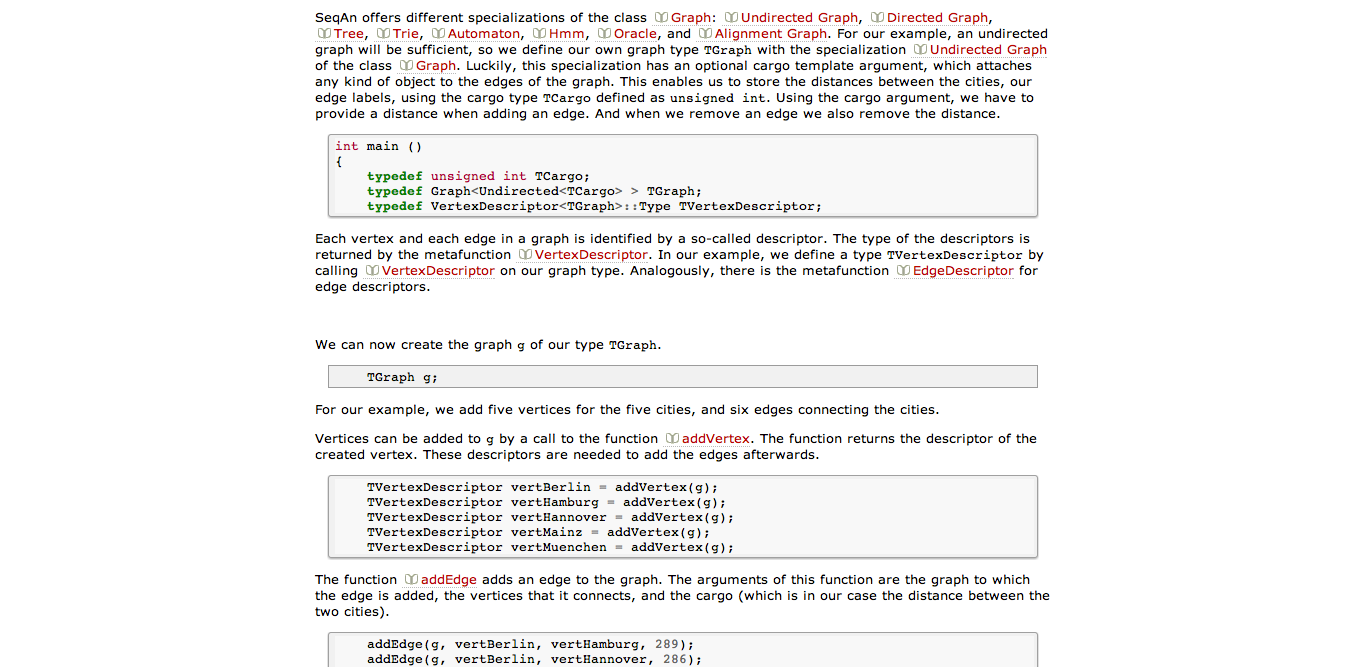 SeqAn offers different specializations of the class Graph: Undirected Graph, Directed Graph,
Tree, Trie, Automaton, Hmm, Oracle, and Alignment Graph. For our example, an undirected
graph will be sufficient, so we define our own graph type TGraph with the specialization Undirected Graph
of the class Graph. Luckily, this specialization has an optional cargo template argument, which attaches
any kind of object to the edges of the graph. This enables us to store the distances between the cities, our
edge labels, using the cargo type TCargo defined as unsigned int. Using the cargo argument, we have to
provide a distance when adding an edge. And when we remove an edge we also remove the distance.
int main ()
{
    typedef unsigned int TCargo;
    typedef Graph<Undirected<TCargo> > TGraph;
    typedef VertexDescriptor<TGraph>::Type TVertexDescriptor;
Each vertex and each edge in a graph is identified by a so-called descriptor. The type of the descriptors is
returned by the metafunction VertexDescriptor. In our example, we define a type TVertexDescriptor by
calling VertexDescriptor on our graph type. Analogously, there is the metafunction EdgeDescriptor for
edge descriptors.
We can now create the graph g of our type TGraph.
    TGraph g;
For our example, we add five vertices for the five cities, and six edges connecting the cities.
Vertices can be added to g by a call to the function addVertex. The function returns the descriptor of the
created vertex. These descriptors are needed to add the edges afterwards.
    TVertexDescriptor vertBerlin = addVertex(g);
    TVertexDescriptor vertHamburg = addVertex(g);
    TVertexDescriptor vertHannover = addVertex(g);
    TVertexDescriptor vertMainz = addVertex(g);
    TVertexDescriptor vertMuenchen = addVertex(g);
The function addEdge adds an edge to the graph. The arguments of this function are the graph to which
the edge is added, the vertices that it connects, and the cargo (which is in our case the distance between the
two cities).
    addEdge(g, vertBerlin, vertHamburg, 289);
    addEdge(g, vertBerlin, vertHannover, 286);